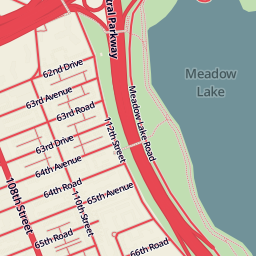 tral Parkway
Meadow
Lake
62nd Drive
63rd Avenue
63rd Road
Meadow Lake Road
112th Street
63rd Drive
64th Avenue
64th Road
65th Avenue
108th Street
110th Street
65th Road
66th Road